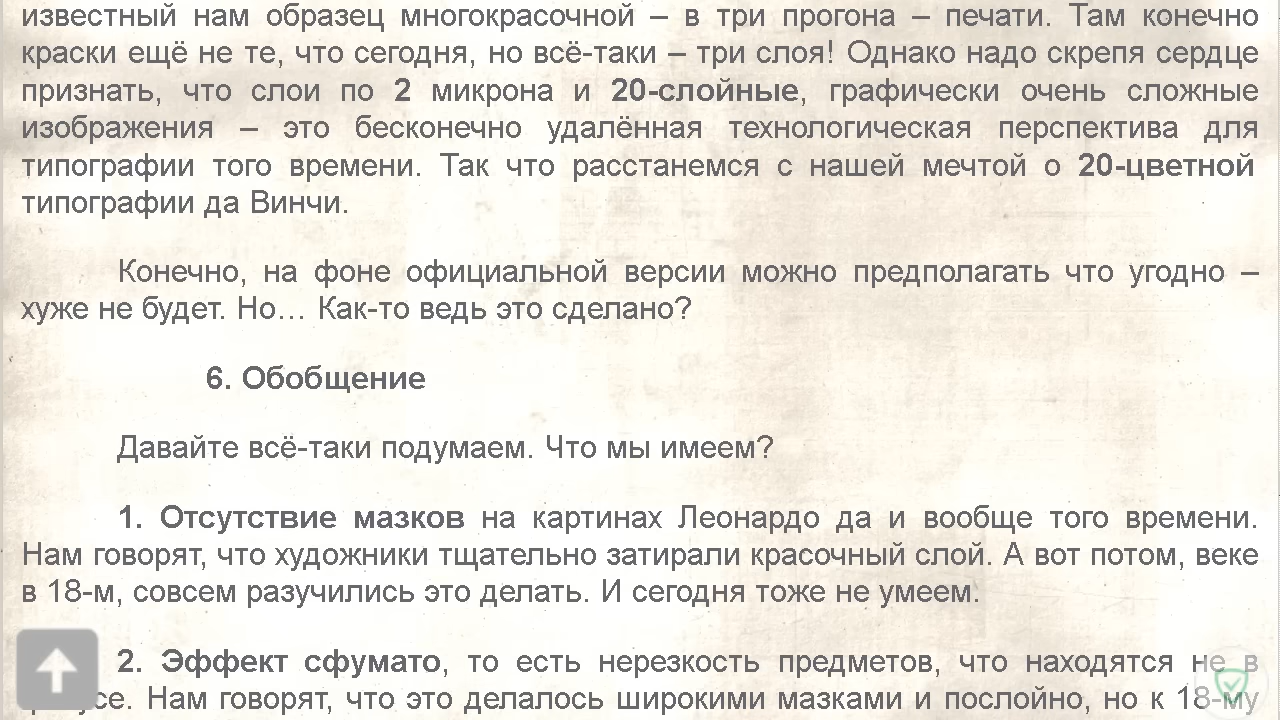 известный нам образец многокрасочной – в три прогона – печати. Там конечно
краски ещё не те, что сегодня, но всё-таки – три слоя! Однако надо скрепя сердце
признать, что слои по 2 микрона и 20-слойные, графически очень сложные
изображения – это бесконечно удалённая технологическая перспектива для
типографии того времени. Так что расстанемся с нашей мечтой о 20-цветной
типографии да Винчи.
Конечно, на фоне официальной версии можно предполагать что угодно –
хуже не будет. Но… Как-то ведь это сделано?
6. Обобщение
Давайте всё-таки подумаем. Что мы имеем?
1. Отсутствие мазков на картинах Леонардо да и вообще того времени.
Нам говорят, что художники тщательно затирали красочный слой. А вот потом, веке
в 18-м, совсем разучились это делать. И сегодня тоже не умеем.
2. Эффект сфумато, то есть нерезкость предметов, что находятся не в
Нам говорят, что это делалось широкими мазками и послойно, но к 18-му